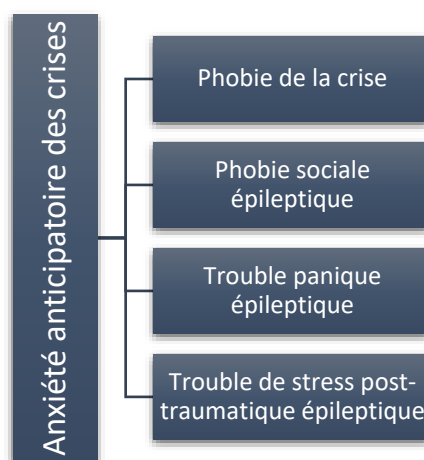 Anxiété anticipatoire des crises
Phobie de la crise
Phobie sociale
épileptique
Trouble panique
épileptique
Trouble de stress post-
traumatique épileptique